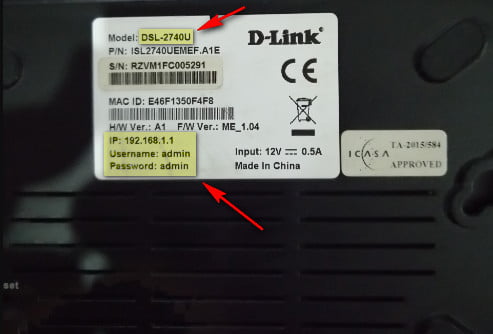 Model: DSL-2740U
D-Link
P/N: ISL2740UEMEF.A1E
S/N: RZVM1FC005291
MAC ID: E46F1350F4F8
H/W Ver.: A1 F/W Ver.: ME_1.04
IP: 192.168.1.1
Username: admin
Password: admin
Input: 12V 0.5A
Made In China
ICASA
TA-2015/584
APPROVED
set